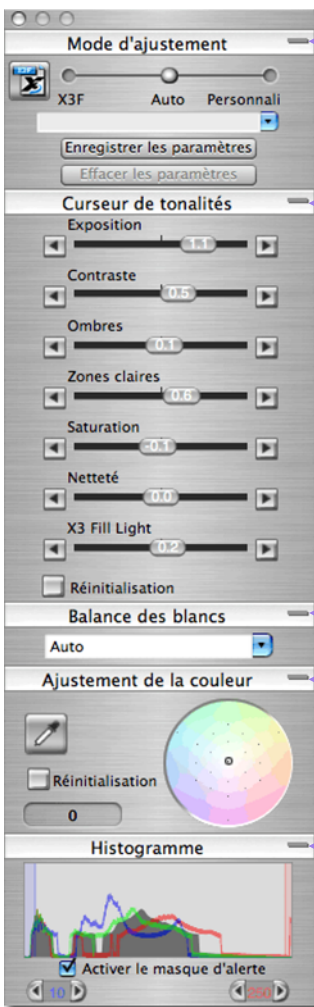 Mode d'ajustement
X3F
X3F Auto Personnali
Enregistrer les paramètres
Effacer les paramètres
Curseur de tonalités
Exposition
1.1
Contraste
0.5
Ombres
0.1
Zones claires
0.6
Saturation
-0.1
Netteté
0.0
X3 Fill Light
0.2
Réinitialisation
Balance des blancs
Auto
Ajustement de la couleur
Réinitialisation
0
Histogramme
Activer le masque d'alerte
10 250